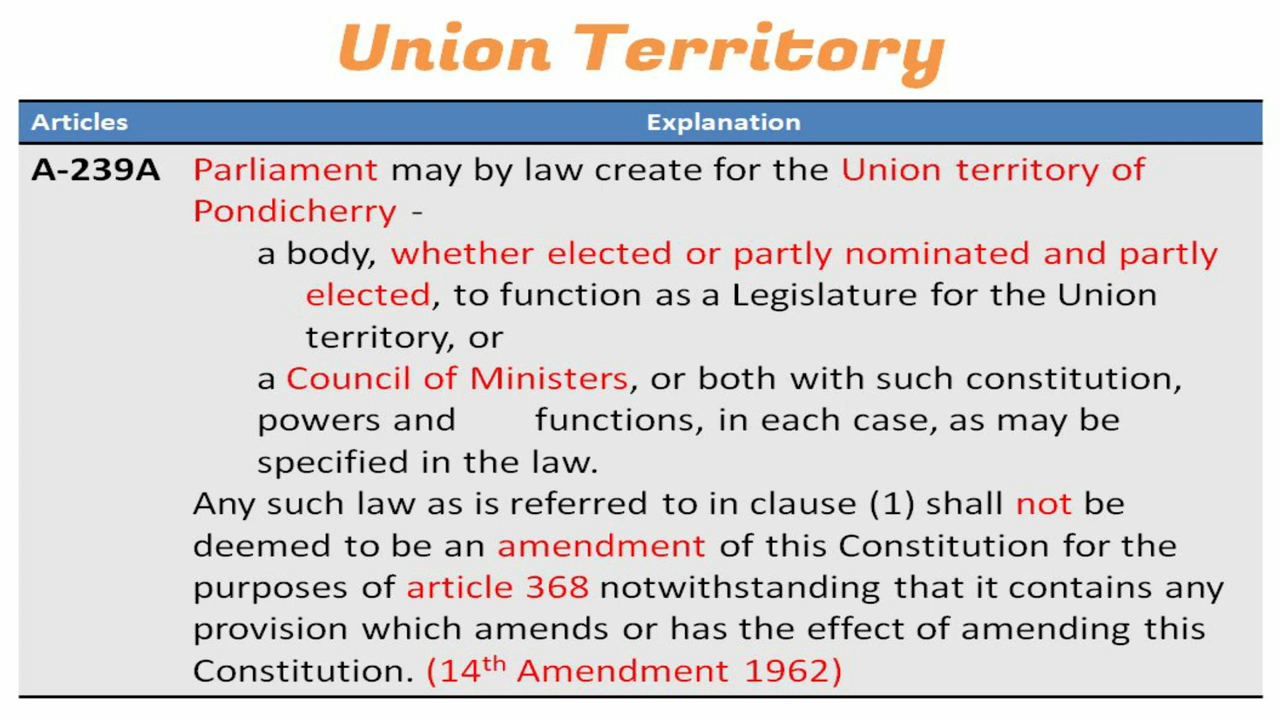 Union Territory
Articles Explanation
A-239A Parliament may by law create for the Union territory of
Pondicherry -
a body, whether elected or partly nominated and partly
elected, to function as a Legislature for the Union
territory, or
a Council of Ministers, or both with such constitution,
powers and functions, in each case, as may be
specified in the law.
Any such law as is referred to in clause (1) shall not be
deemed to be an amendment of this Constitution for the
purposes of article 368 notwithstanding that it contains any
provision which amends or has the effect of amending this
Constitution. (14th Amendment 1962)